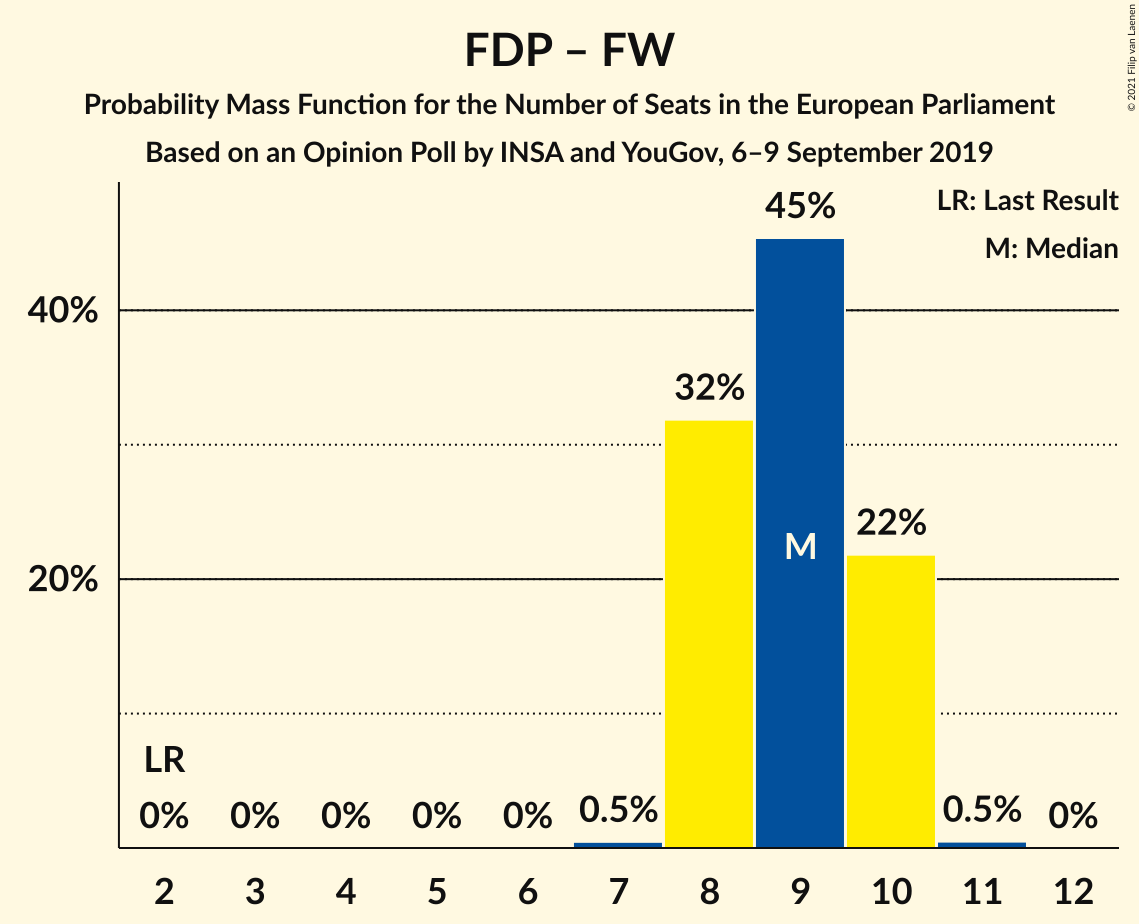 FDP – FW
Probability Mass Function for the Number of Seats in the European Parliament
Based on an Opinion Poll by INSA and YouGov, 6–9 September 2019
© 2021 Filip van Laenen
LR: Last Result
M: Median
45%
40%
32%
22%
M
20%
LR
0% 0% 0% 0% 0% 0.5% 0.5% 0%
2 3 4 5 6 7 8 9 10 11 12